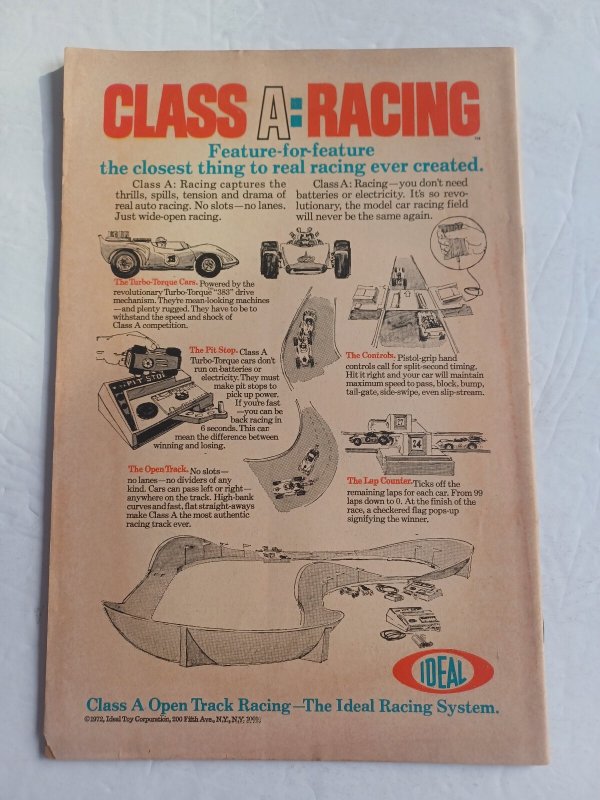 CLASS A: RACING
Feature-for-feature
the closest thing to real racing ever created.
Class A: Racing captures the
thrills, spills, tension and drama of
real auto racing. No slots—no lanes.
Just wide-open racing.
Class A: Racing—you don't need
batteries or electricity. It's so revo-
lutionary, the model car racing field
will never be the same again.
The Turbo-Torque Cars. Powered by the
revolutionary Turbo-Torque "383" drive
mechanism. They're mean-looking machines
—and plenty rugged. They have to be to
withstand the speed and shock of
Class A competition.
PIT STOP
The Pit Stop. Class A
Turbo-Torque cars don't
run on batteries or
electricity. They must
make pit stops to
pick up power.
If you're fast
—you can be
back racing in
6 seconds. This can
mean the difference between
winning and losing.
The Controls. Pistol-grip hand
controls call for split-second timing.
Hit it right and your car will maintain
maximum speed to pass, block, bump,
tail-gate, side-swipe, even slip-stream.
24
The Open Track. No slots—
no lanes—no dividers of any
kind. Cars can pass left or right—
anywhere on the track. High-bank
curves and fast, flat straight-aways
make Class A the most authentic
racing track ever.
The Lap Counter. Ticks off the
remaining laps for each car. From 99
laps down to 0. At the finish of the
race, a checkered flag pops-up
signifying the winner.
IDEAL
Class A Open Track Racing—The Ideal Racing System.
©1972, Ideal Toy Corporation, 200 Fifth Ave., N.Y., N.Y.